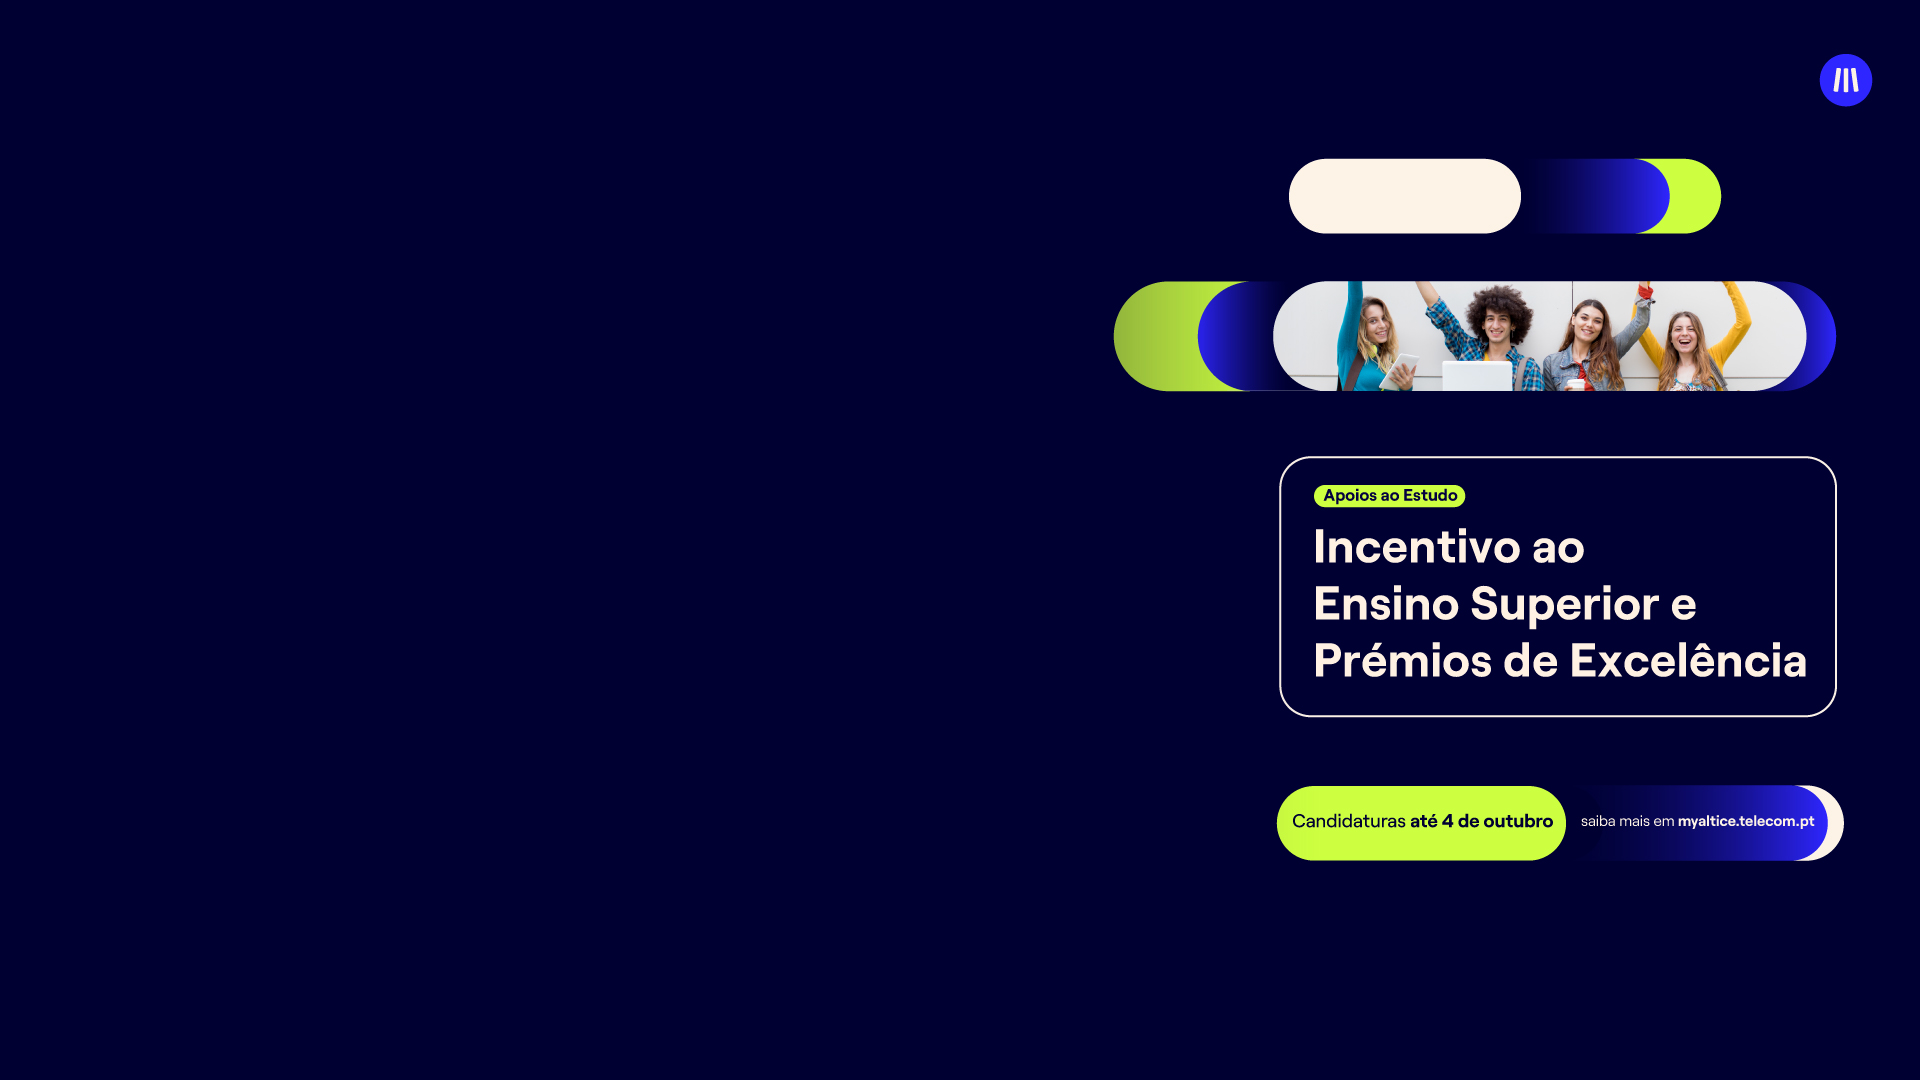 Apoios ao Estudo
Incentivo ao
Ensino Superior e
Prémios de Excelência
Candidaturas até 4 de outubro
saiba mais em myaltice.telecom.pt